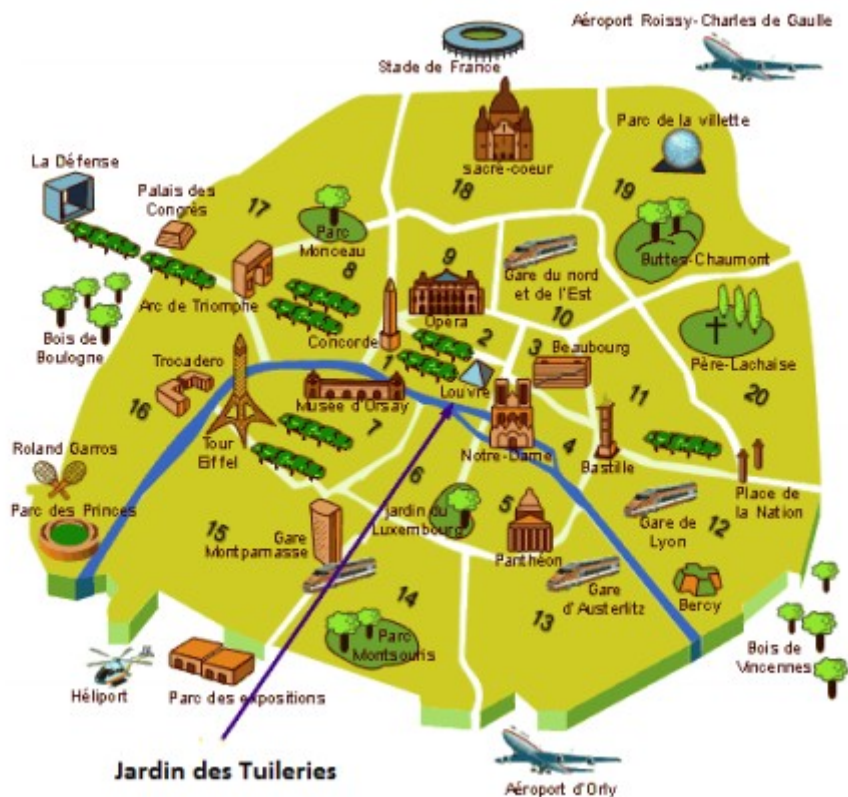 Aéroport Roissy-Charles de Gaulle
Stade de France
Parc de la villette
La Défense
sacré-coeur
18
19
Palais des
Congrés
17
Parc
Monceau
8
9
Gare du nord
et de l'Est
Buttes-Chaumont
Arc de Triomphe
Opéra
10
Bois de
Boulogne
Concorde
2
3
Beaubourg
Père-Lachaise
Trocadero
1
Louvre
11
20
16
Musée d'Orsay
7
Tour
Eiffel
Notre-Dame
4
Bastille
Roland Garros
6
Place de
la Nation
Parc des Princes
15
Gare
Montparnasse
jardin du
Luxembourg
5
Panthéon
Gare de
Lyon
12
14
13
Gare
d'Austerlitz
Bercy
Parc
Montsouris
Bois de
Vincennes
Héliport
Parc des expositions
Jardin des Tuileries
Aéroport d'Orly